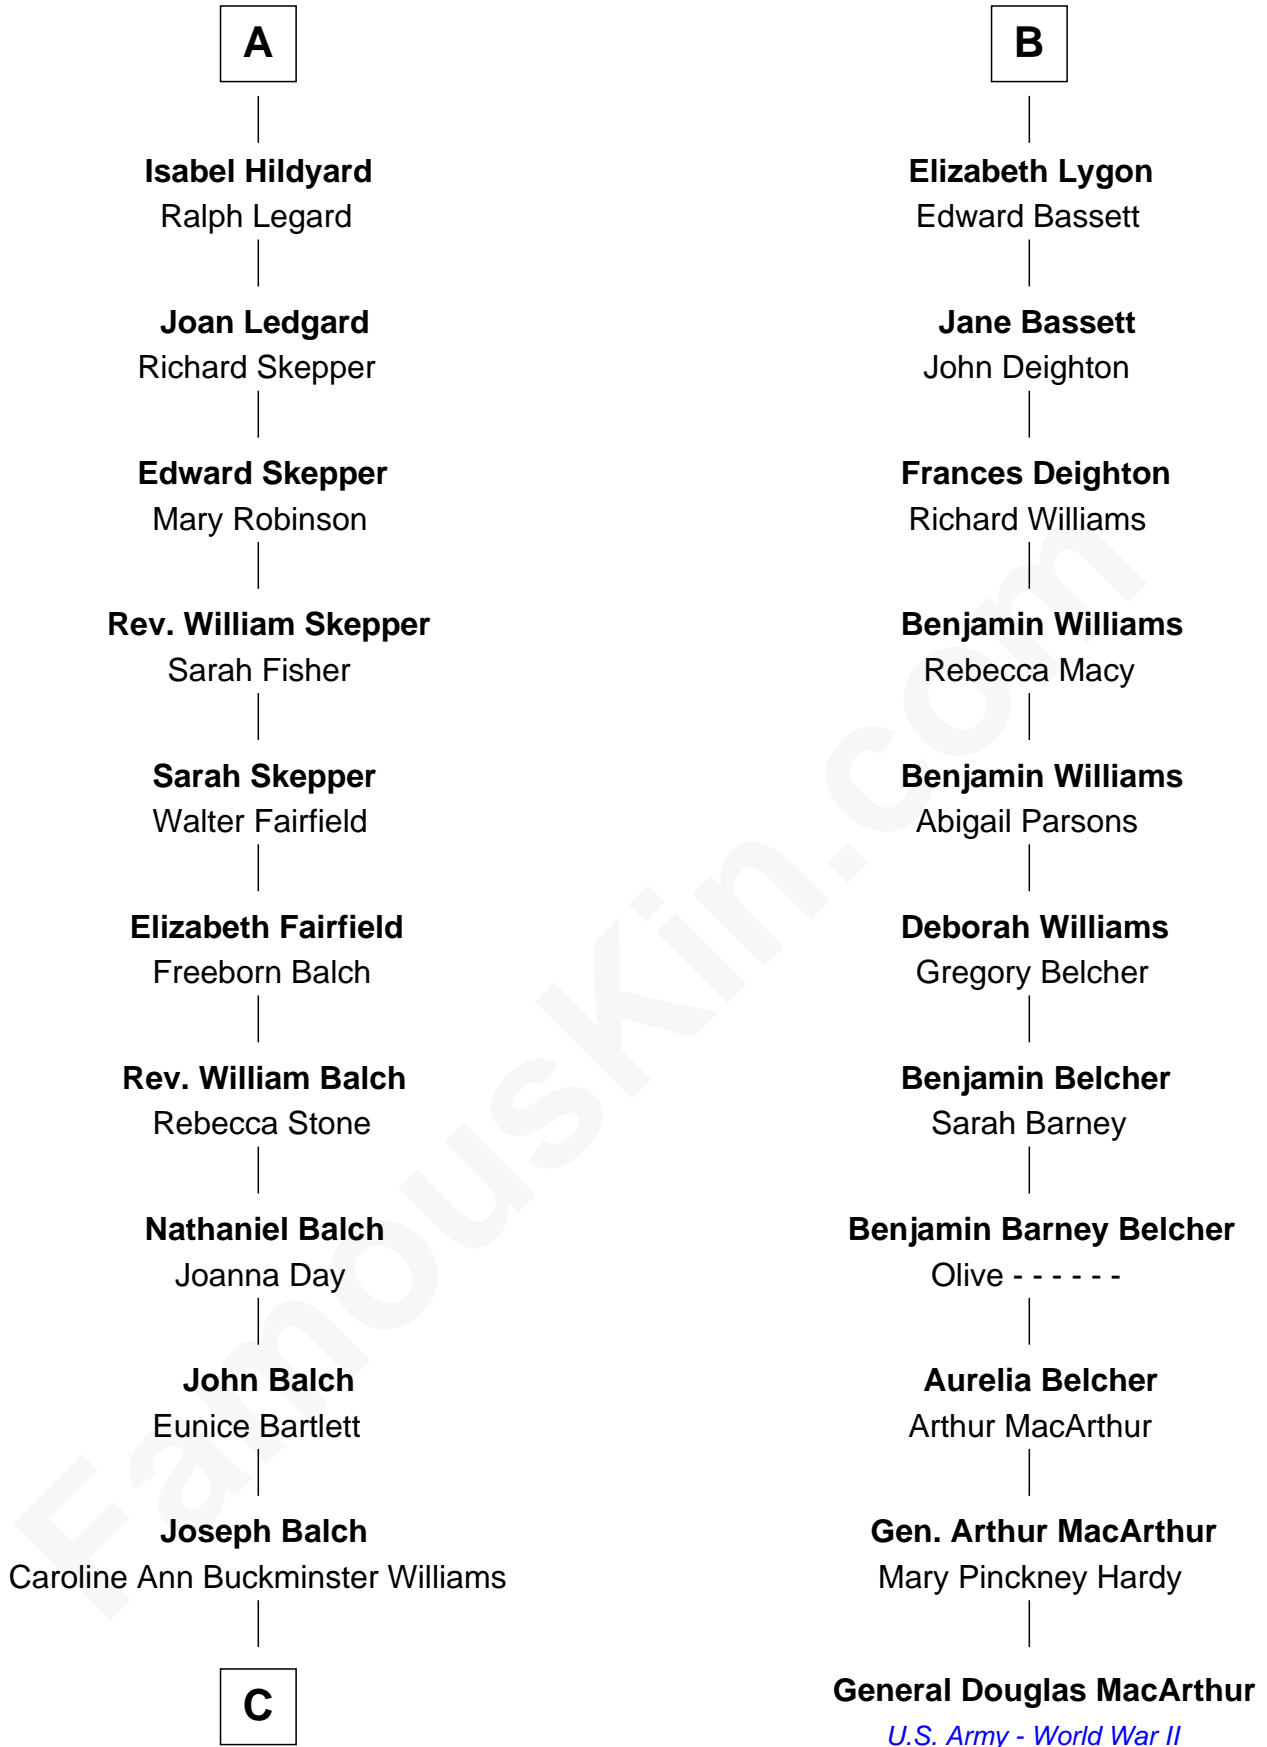 A
Isabel Hildyard
Ralph Legard
Joan Ledgard
Richard Skepper
Edward Skepper
Mary Robinson
Rev. William Skepper
Sarah Fisher
Sarah Skepper
Walter Fairfield
Elizabeth Fairfield
Freeborn Balch
Rev. William Balch
Rebecca Stone
Nathaniel Balch
Joanna Day
John Balch
Eunice Bartlett
Joseph Balch
Caroline Ann Buckminster Williams
C
B
Elizabeth Lygon
Edward Bassett
Jane Bassett
John Deighton
Frances Deighton
Richard Williams
Benjamin Williams
Rebecca Macy
Benjamin Williams
Abigail Parsons
Deborah Williams
Gregory Belcher
Benjamin Belcher
Sarah Barney
Benjamin Barney Belcher
Olive - - - - - -
Aurelia Belcher
Arthur MacArthur
Gen. Arthur MacArthur
Mary Pinckney Hardy
General Douglas MacArthur
U.S. Army - World War II
FamousKin.com